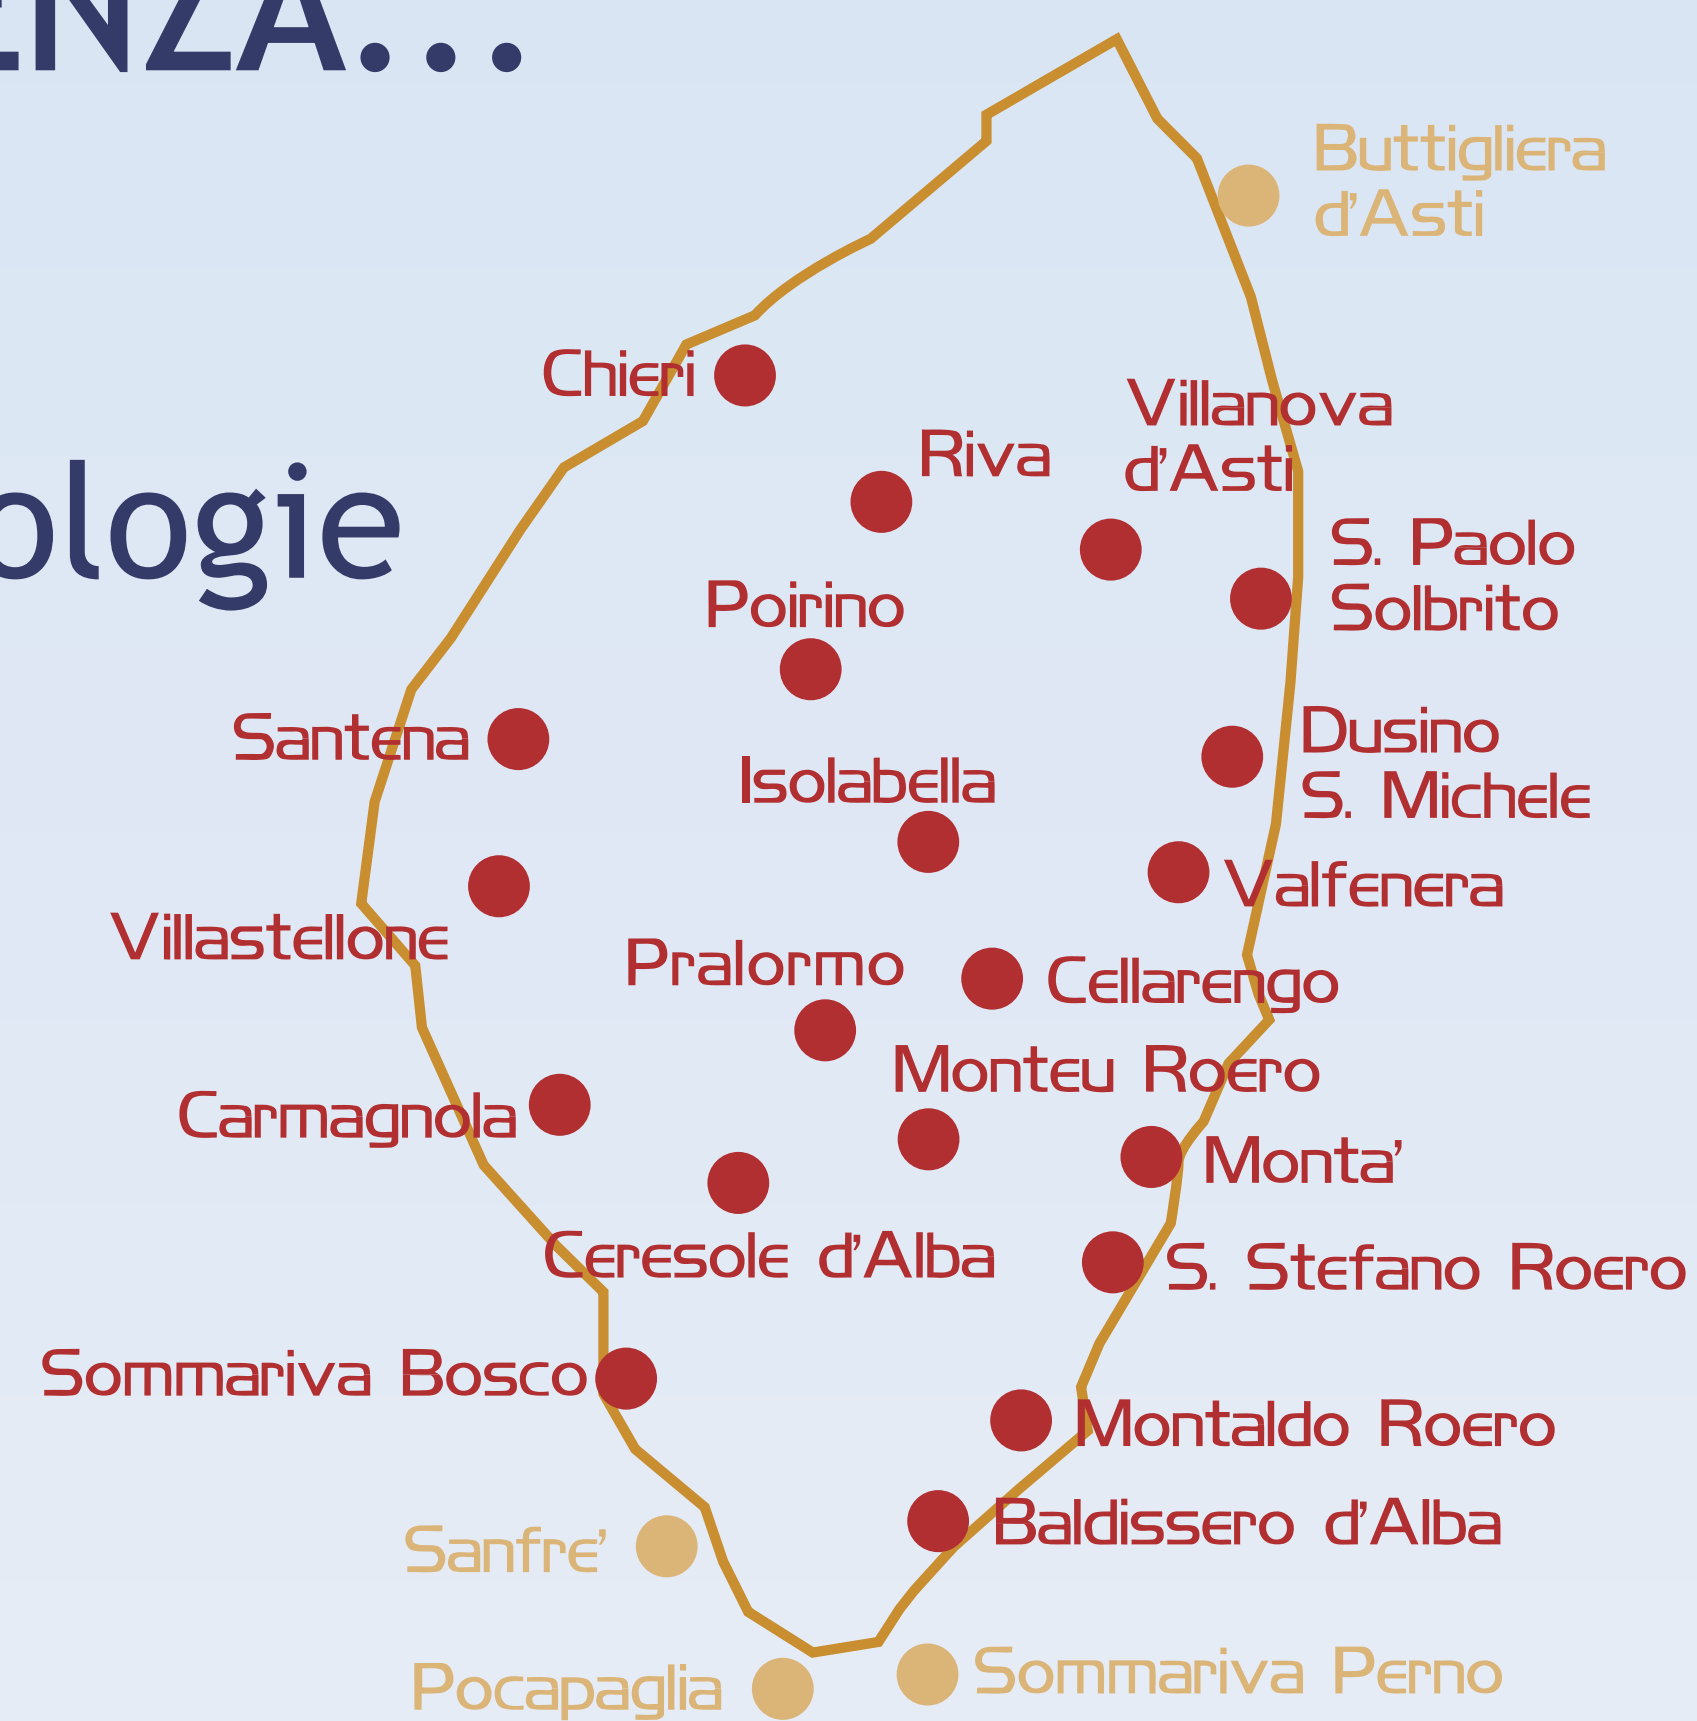 ENZA...
Buttigliera
d'Asti
Chieri
Villanova
d'Asti
Riva
ologie
S. Paolo
Solbrito
Poirino
Santena
Dusino
S. Michele
Isolabella
Valfenera
Villastellone
Pralormo
Cellarengo
Monteu Roero
Carmagnola
Monta'
Ceresole d'Alba
S. Stefano Roero
Sommariva Bosco
Montaldo Roero
Baldissero d'Alba
Sanfre'
Sommariva Perno
Pocapaglia